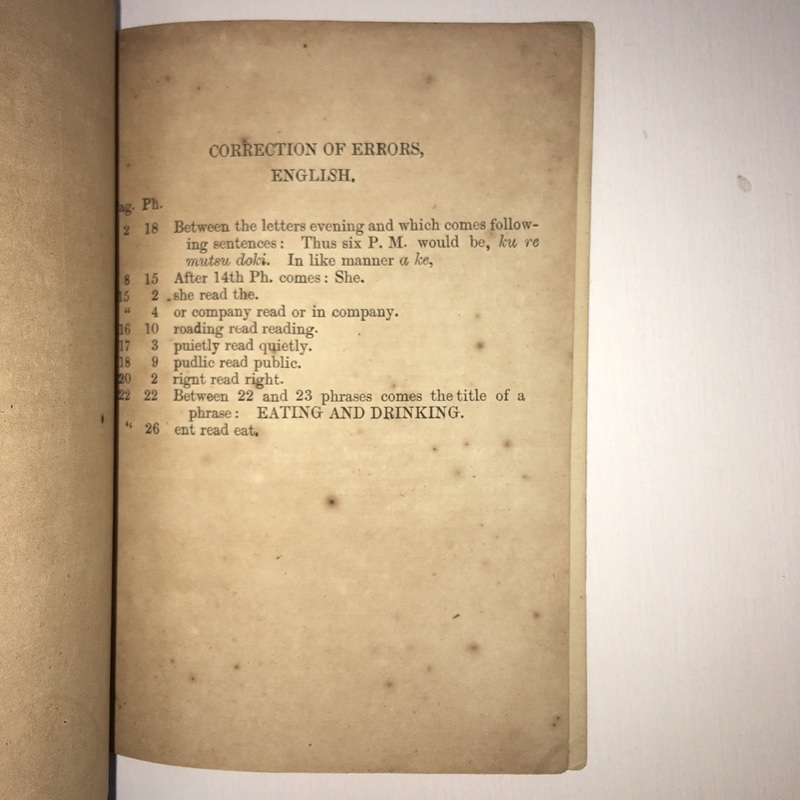 CORRECTION OF ERRORS,
ENGLISH.
ag. Ph.
2 18 Between the letters evening and which comes follow-
ing sentences: Thus six P. M. would be, ku re
mutsu doki. In like manner a ke,
8 15 After 14th Ph. comes: She.
15 2 she read the.
" 4 or company read or in company.
16 10 roading read reading.
17 3 puietly read quietly.
18 9 pudlic read public.
20 2 rignt read right.
22 22 Between 22 and 23 phrases comes the title of a
phrase: EATING AND DRINKING.
" 26 ent read eat.